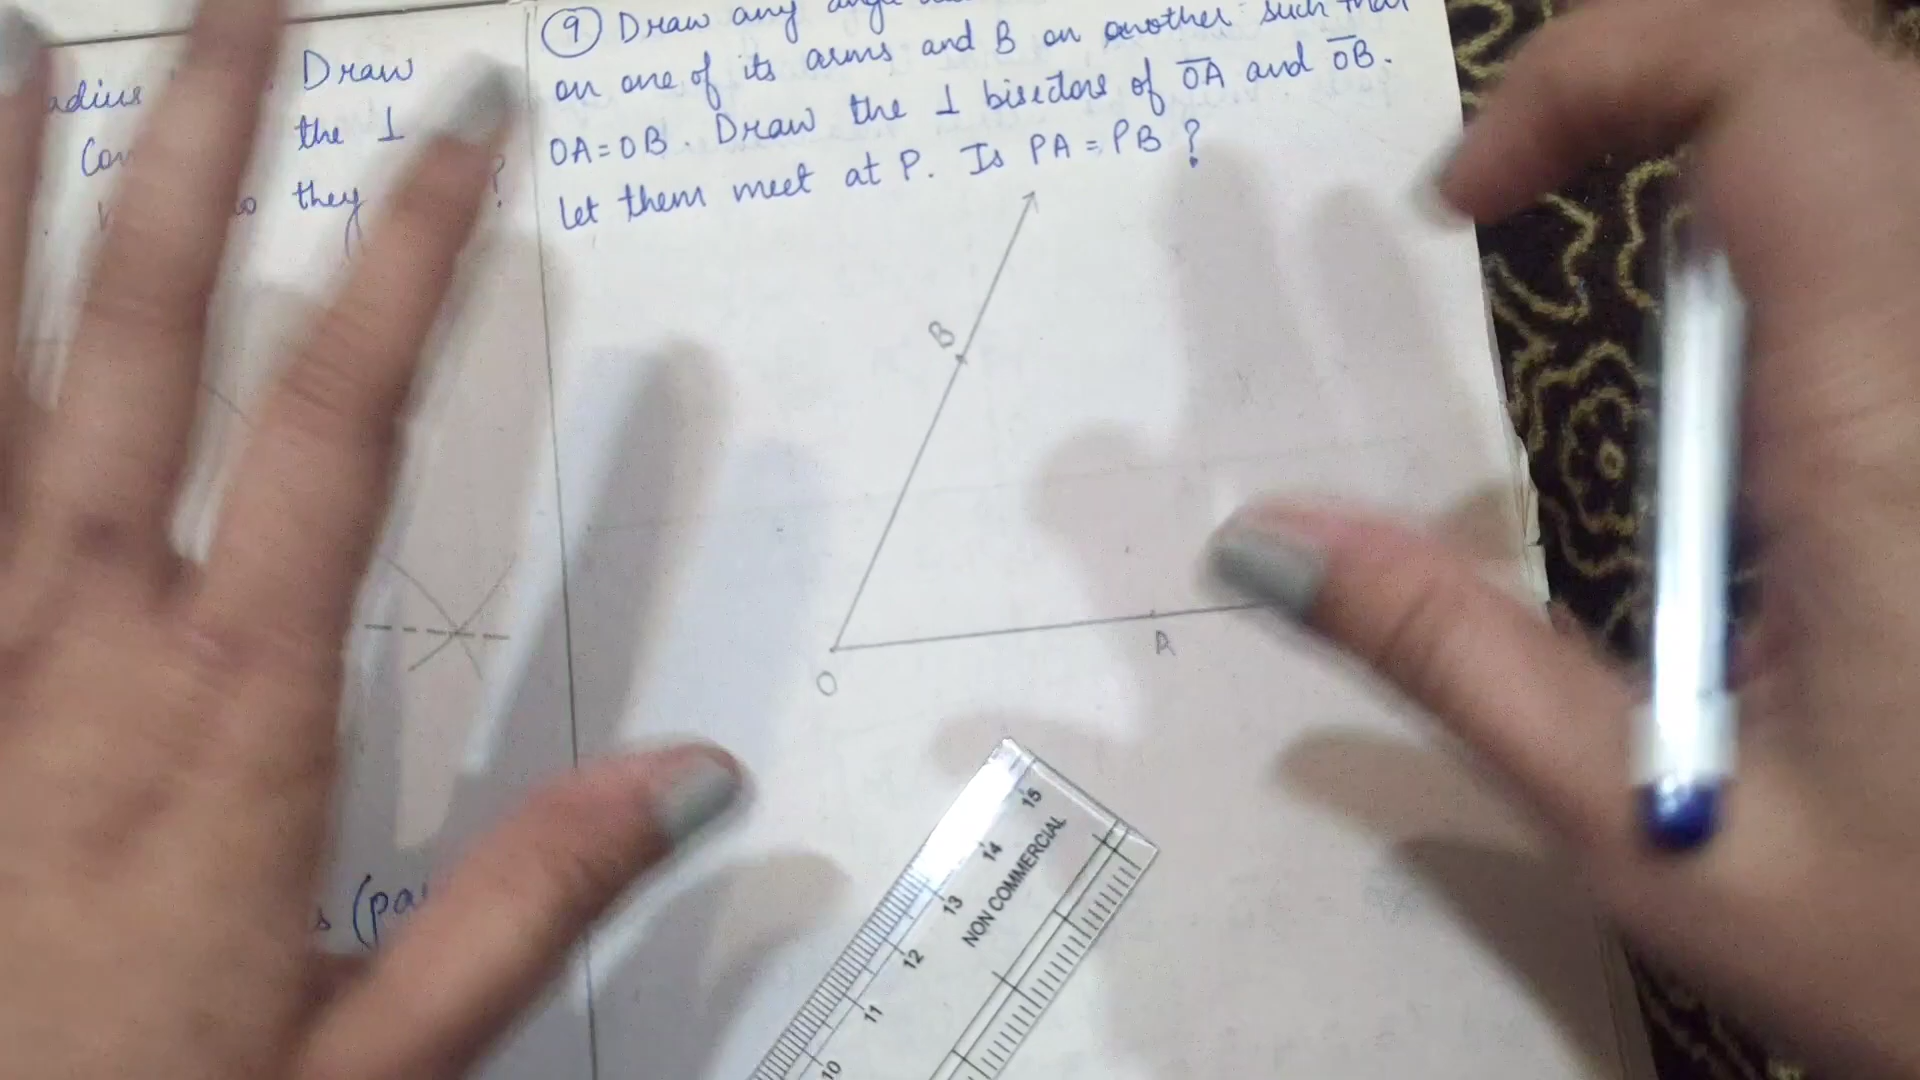 adius Draw
the ⊥
they ?
(pa
9 Draw any
on one of its arms and B on another such that
OA = OB. Draw the ⊥ bisectors of OA and OB.
Let them meet at P. Is PA = PB ?
B
O
A
15
14
13
12
11
10
NON COMMERCIAL